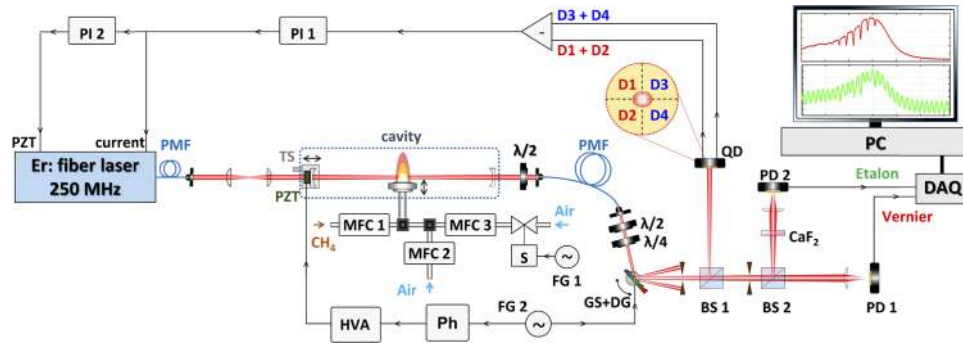 D3 + D4
PI 2
PI 1
D1 + D2
D1 D3
D2 D4
PZT
current
PMF
TS
cavity
λ/2
PMF
QD
PC
Er: fiber laser
250 MHz
PZT
PD 2
Etalon
DAQ
Vernier
MFC 1
MFC 3
Air
CH4
λ/2
λ/4
CaF2
MFC 2
S
FG 1
Air
GS+DG
BS 1
BS 2
PD 1
HVA
Ph
FG 2